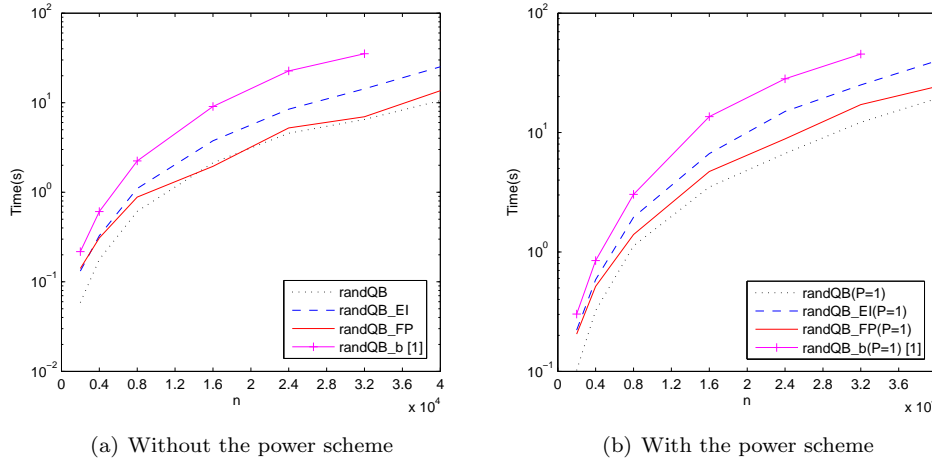 10^2
10^1
10^0
10^-1
10^-2
Time(s)
0 0.4 0.8 1.2 1.6 2 2.4 2.8 3.2 3.6 4
n
x 10^4
randQB
randQB_EI
randQB_FP
randQB_b [1]
(a) Without the power scheme
10^2
10^1
10^0
10^-1
Time(s)
0 0.4 0.8 1.2 1.6 2 2.4 2.8 3.2 3.6
n
x 10
randQB(P=1)
randQB_EI(P=1)
randQB_FP(P=1)
randQB_b(P=1) [1]
(b) With the power scheme